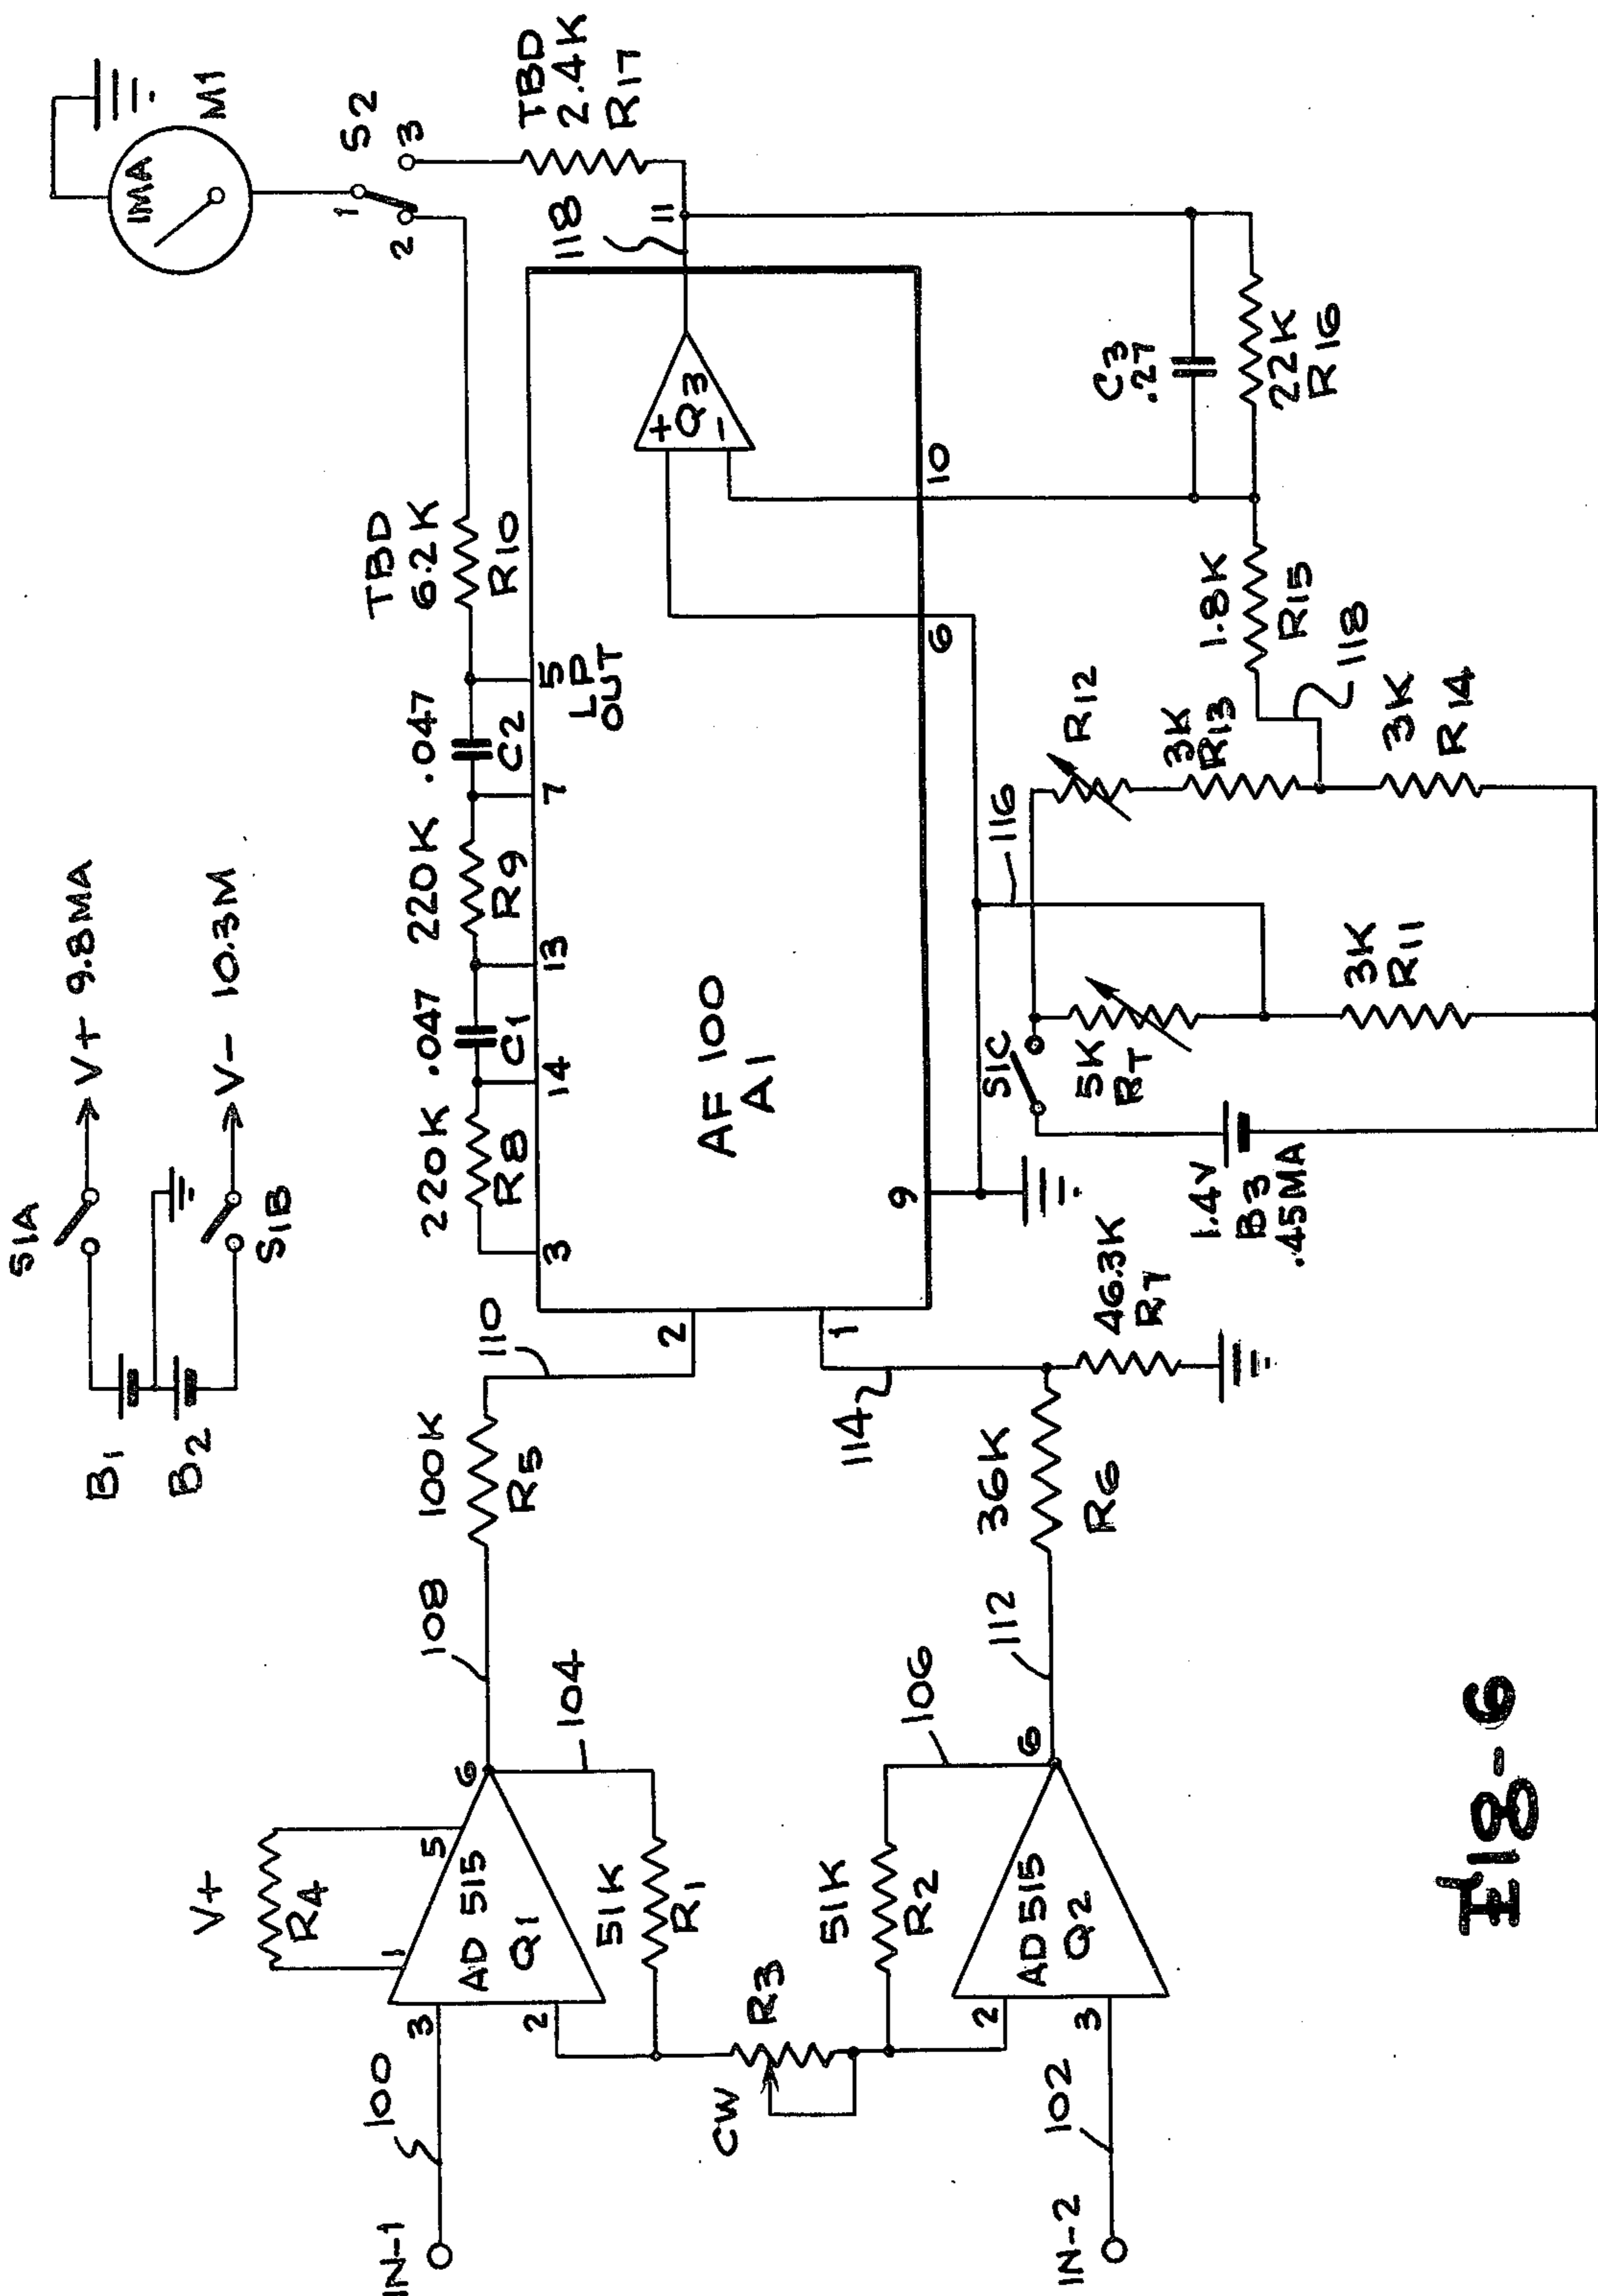 S1A
V+ 9.8MA
B1
B2
V- 10.3M
S1B
1MA
M1
S2
1
2
3
TBD
2.4K
R17
118
11
TBD
6.2K
R10
220K
R8
.047
C1
220K
R9
.047
C2
3
14
13
7
5
LP
OUT
AF 100
A1
Q3
+
-
2
1
9
6
10
C3
.27
22K
R16
1.8K
R15
118
R12
3K
R13
3K
R14
116
S1C
5K
RT
3K
R11
1.4V
B3
.45MA
46.3K
R7
110
100K
R5
114
36K
R6
108
104
V+
R4
1
5
6
AD 515
Q1
3
2
51K
R1
100
IN-1
CW
R3
106
51K
R2
112
6
AD 515
Q2
2
3
102
IN-2
Fig-6